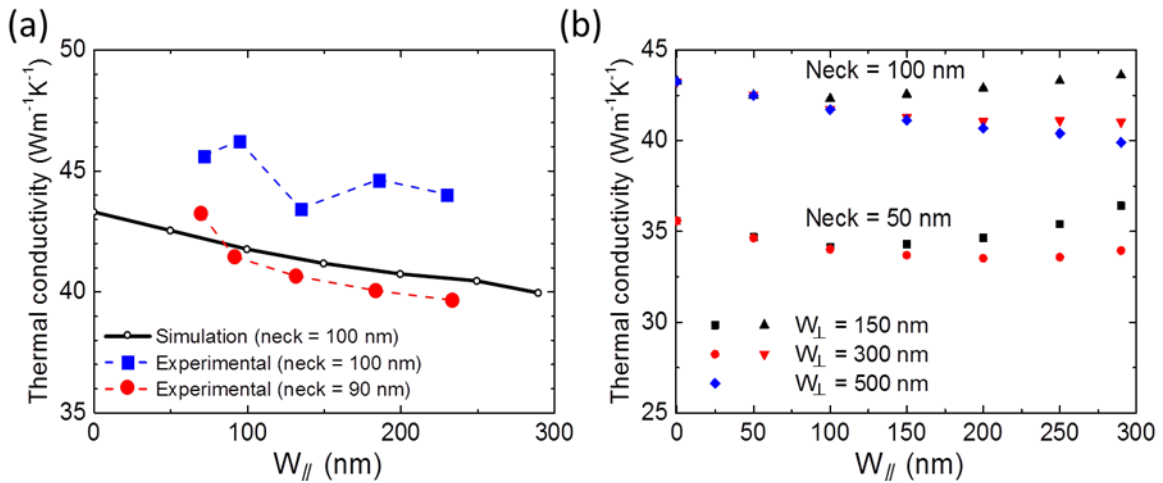 (a)
Thermal conductivity (Wm⁻¹K⁻¹)
50
45
40
35
Simulation (neck = 100 nm)
Experimental (neck = 100 nm)
Experimental (neck = 90 nm)
0
100
200
300
W// (nm)
(b)
Thermal conductivity (Wm⁻¹K⁻¹)
45
40
35
30
25
Neck = 100 nm
Neck = 50 nm
W⊥ = 150 nm
W⊥ = 300 nm
W⊥ = 500 nm
0
50
100
150
200
250
300
W// (nm)